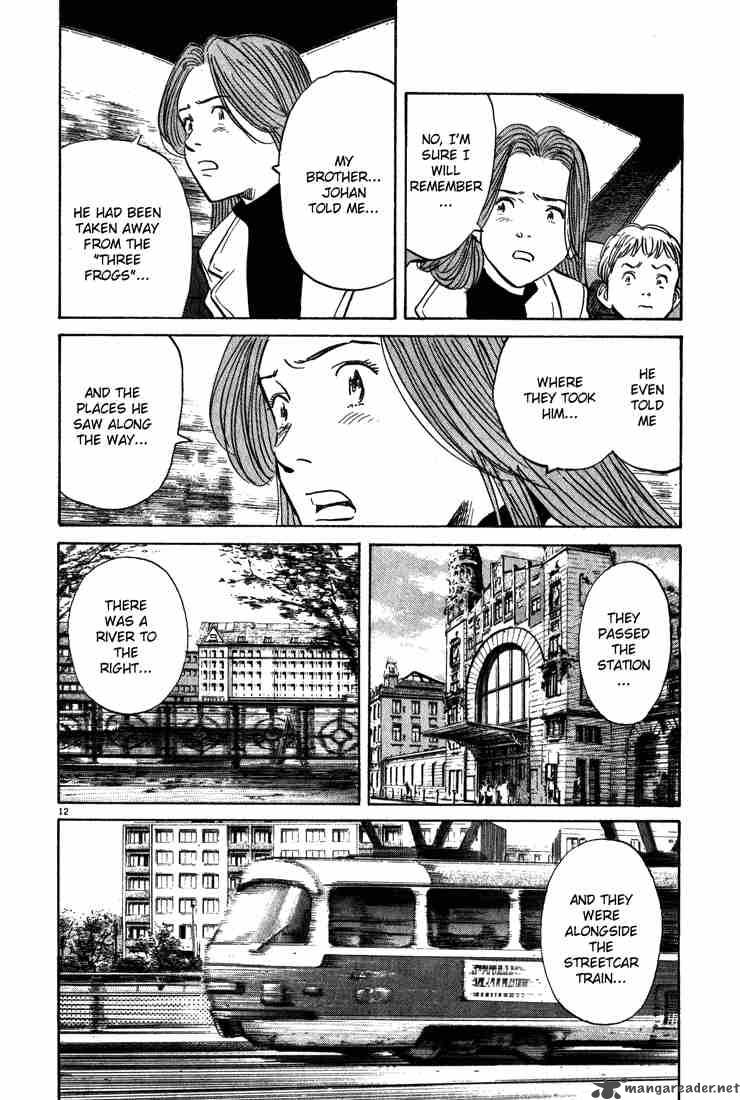 NO, I'M
SURE I
WILL
REMEMBER
...
MY
BROTHER...
JOHAN
TOLD ME...
HE HAD BEEN
TAKEN AWAY
FROM THE
"THREE
FROGS"...
HE
EVEN
TOLD
ME
WHERE
THEY TOOK
HIM...
AND THE
PLACES HE
SAW ALONG
THE WAY...
THEY
PASSED
THE
STATION
...
THERE
WAS A
RIVER TO
THE
RIGHT...
12
AND THEY
WERE
ALONGSIDE
THE
STREETCAR
TRAIN...
mangareader.net